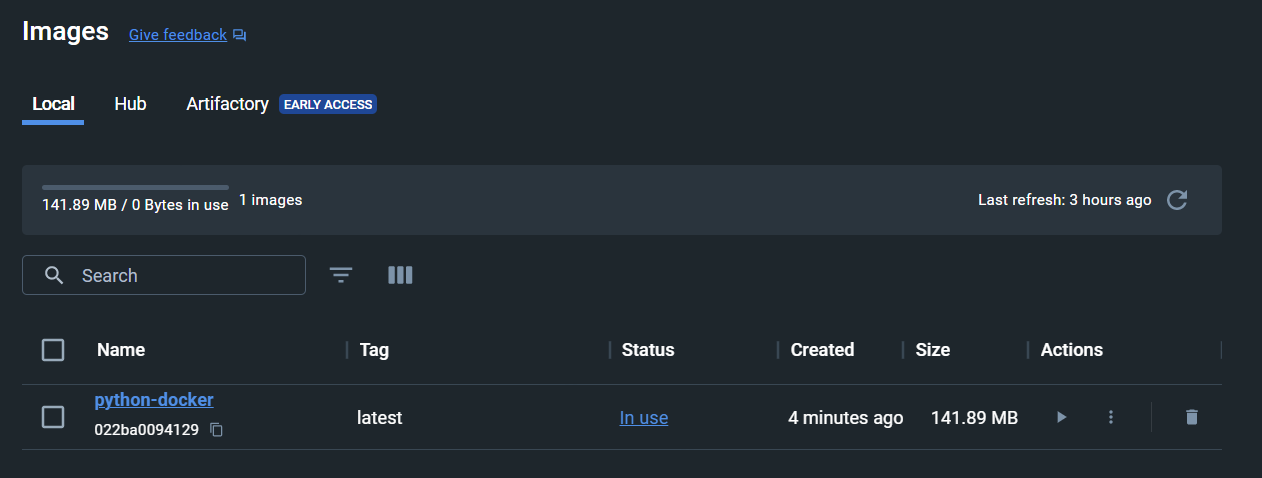 Images Give feedback
Local Hub Artifactory EARLY ACCESS
141.89 MB / 0 Bytes in use 1 images Last refresh: 3 hours ago
Search
Name Tag Status Created Size Actions
python-docker
022ba0094129
latest In use 4 minutes ago 141.89 MB